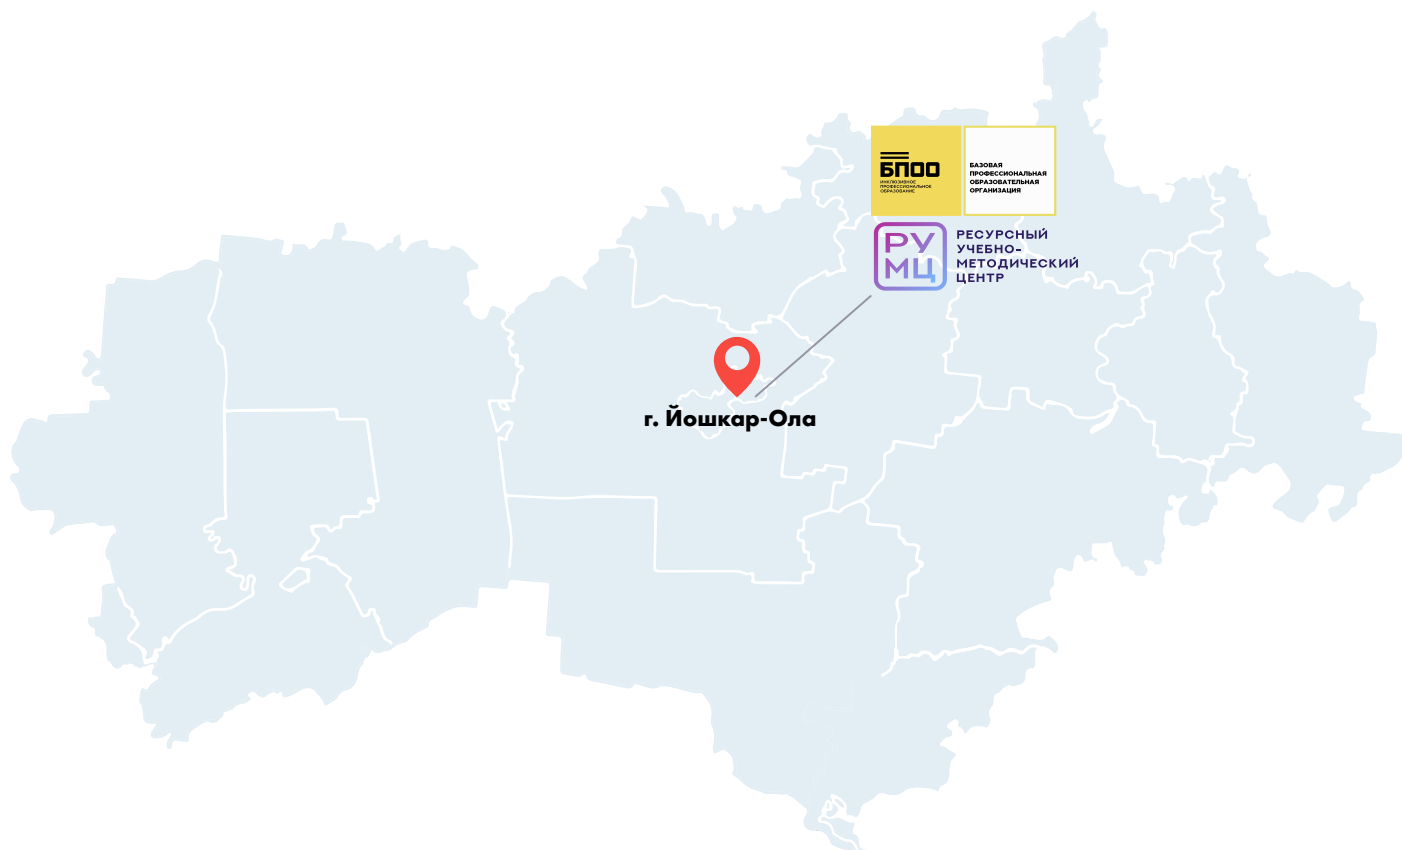 БПОО
ИНКЛЮЗИВНОЕ
ПРОФЕССИОНАЛЬНОЕ
ОБРАЗОВАНИЕ
БАЗОВАЯ
ПРОФЕССИОНАЛЬНАЯ
ОБРАЗОВАТЕЛЬНАЯ
ОРГАНИЗАЦИЯ
РУ
МЦ
РЕСУРСНЫЙ
УЧЕБНО-
МЕТОДИЧЕСКИЙ
ЦЕНТР
г. Йошкар-Ола